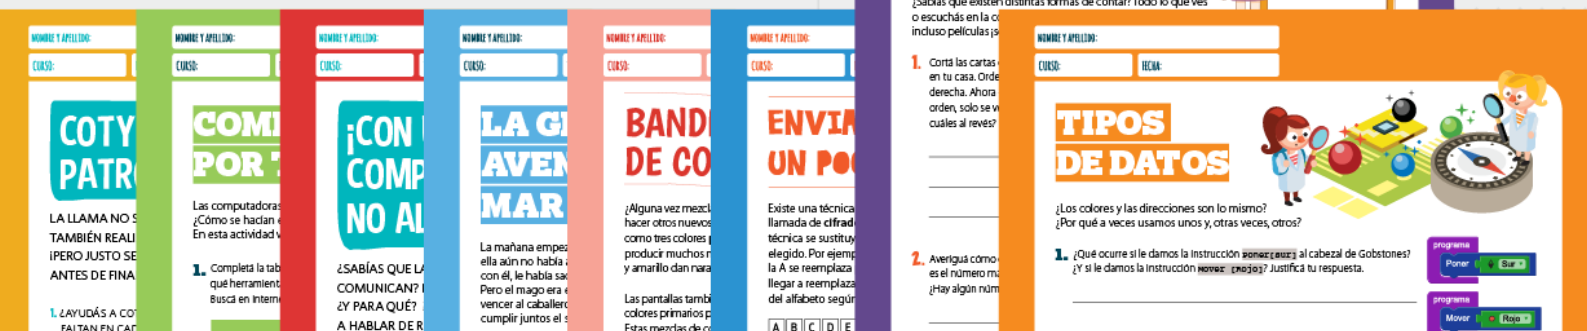 NOMBRE Y APELLIDO:
CURSO:
COTY
LA LLAMA NO S
TAMBIÉN REALI
¡PERO JUSTO SE
ANTES DE FINA
1. ¿AYUDÁS A COT
FALTAN EN CAD
NOMBRE Y APELLIDO:
CURSO:
POR
Las computadoras
¿Cómo se hacían
En esta actividad
1. Completá la tab
qué herramient
Buscá en Intern
NOMBRE Y APELLIDO:
CURSO:
¡CON
COMP
NO AL
¿SABÍAS QUE LA
COMUNICAN?
¿Y PARA QUÉ?
A HABLAR DE R
NOMBRE Y APELLIDO:
CURSO:
LA G
AVEN
MAR
La mañana empez
ella aún no había
con él, le había sac
Pero el mago era
vencer al caballero
cumplir juntos el s
NOMBRE Y APELLIDO:
CURSO:
BAND
DE CO
¿Alguna vez mezcl
hacer otros nuevos
como tres colores
producir muchos
y amarillo dan nara
Las pantallas tambi
colores primarios p
Estas mezclas de co
NOMBRE Y APELLIDO:
CURSO:
ENVIA
UN POC
Existe una técnica
llamada de cifrad
técnica se sustituy
elegido. Por ejemp
la A se reemplaza
llegar a reemplaza
del alfabeto según
A B C D E
¿Sabías que existen distintas formas de contar? Todo lo que ves
o escuchás en la co
incluso películas ¡s
1. Cortá las cartas
en tu casa. Orde
derecha. Ahora
orden, solo se v
cuáles al revés?
2. Averiguá cómo
es el número ma
¿Hay algún núm
NOMBRE Y APELLIDO:
CURSO:
FECHA:
TIPOS
DE DATOS
¿Los colores y las direcciones son lo mismo?
¿Por qué a veces usamos unos y, otras veces, otros?
1. ¿Qué ocurre si le damos la instrucción Poner[Sur] al cabezal de Gobstones?
¿Y si le damos la instrucción Mover [Rojo]? Justificá tu respuesta.
programa
Poner Sur
programa
Mover Rojo